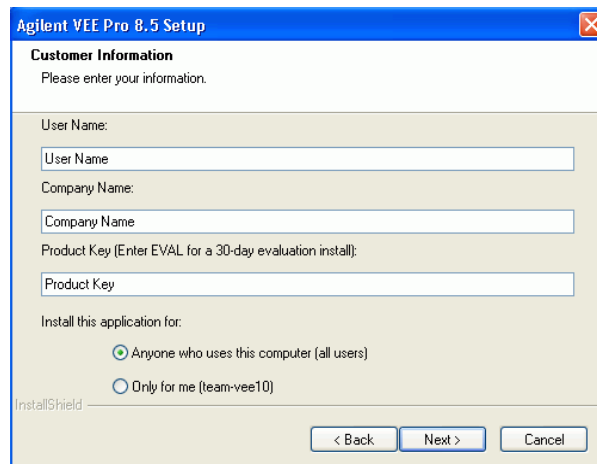 Agilent VEE Pro 8.5 Setup
Customer Information
Please enter your information.
User Name:
User Name
Company Name:
Company Name
Product Key (Enter EVAL for a 30-day evaluation install):
Product Key
Install this application for:
Anyone who uses this computer (all users)
Only for me (team-vee10)
InstallShield
< Back Next > Cancel